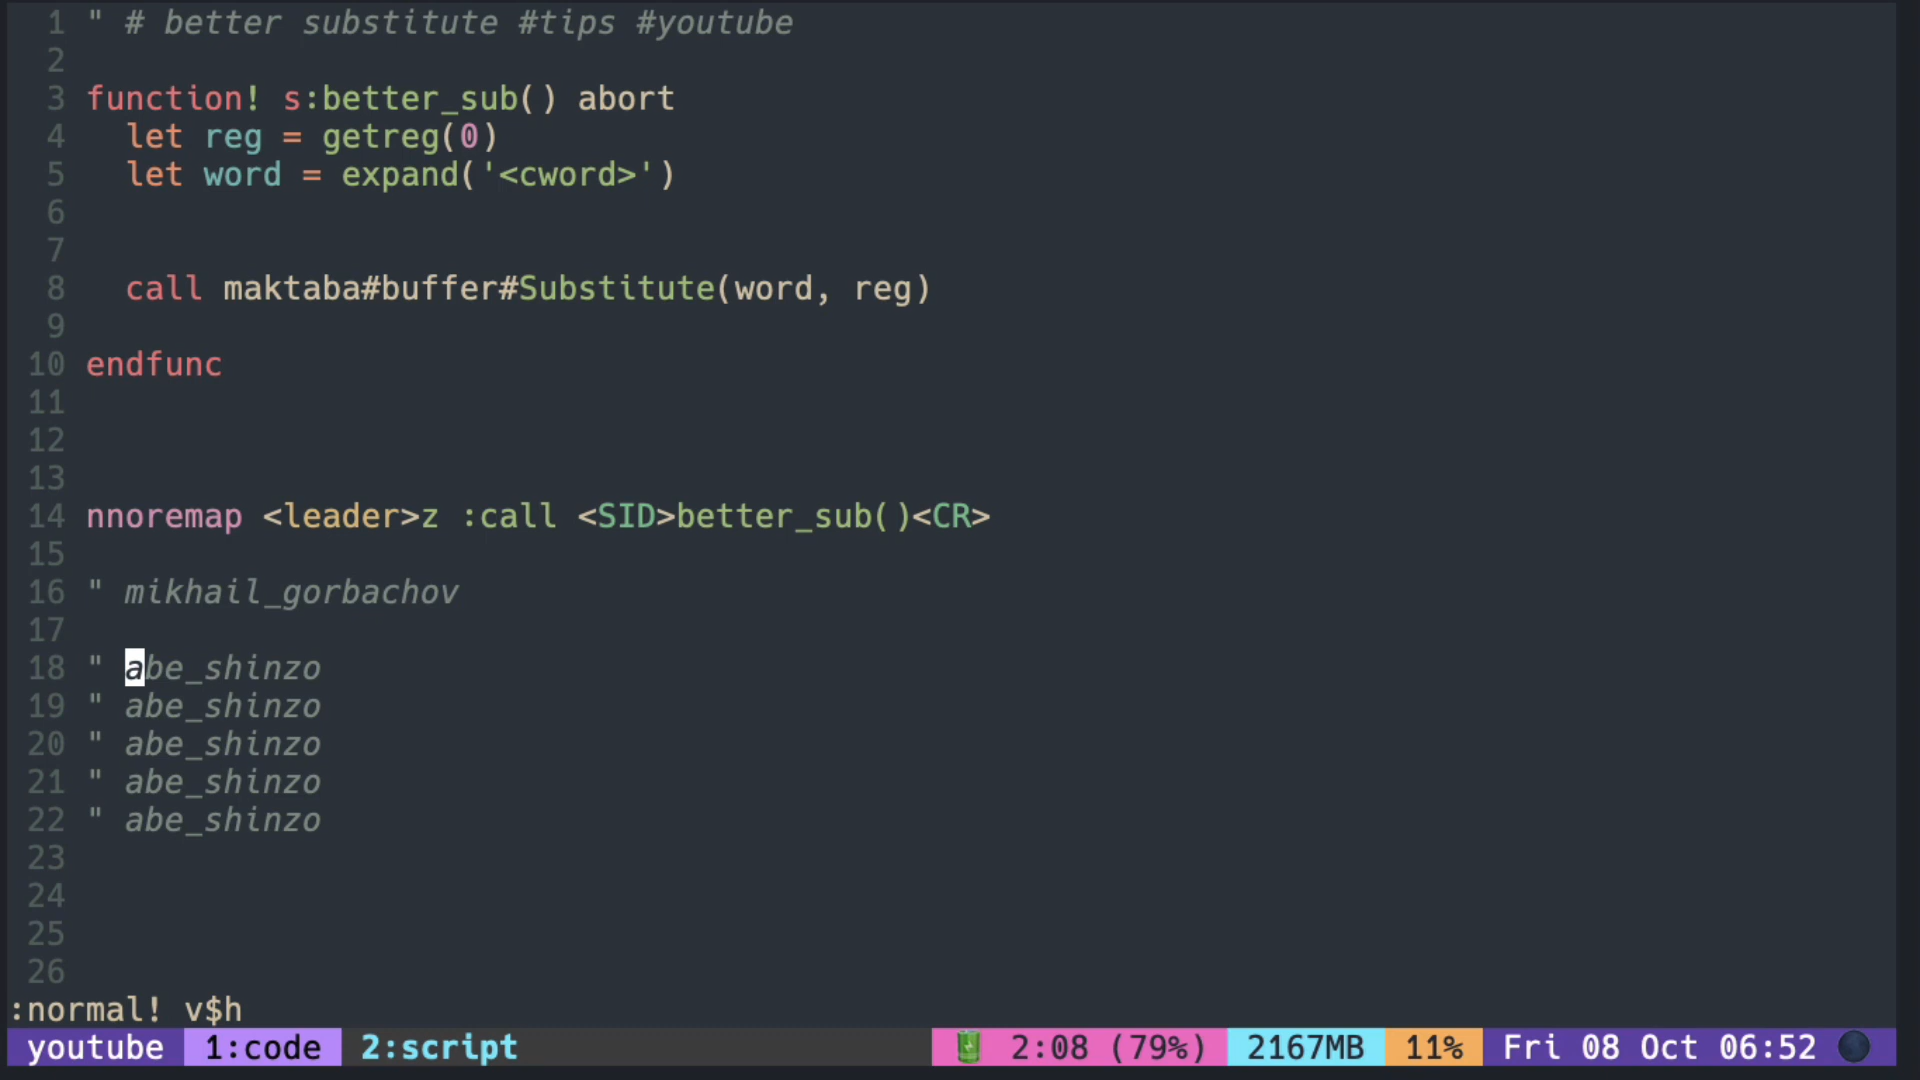 1 " # better substitute #tips #youtube
2
3 function! s:better_sub() abort
4   let reg = getreg(0)
5   let word = expand('<cword>')
6
7
8   call maktaba#buffer#Substitute(word, reg)
9
10 endfunc
11
12
13
14 nnoremap <leader>z :call <SID>better_sub()<CR>
15
16 " mikhail_gorbachov
17
18 " abe_shinzo
19 " abe_shinzo
20 " abe_shinzo
21 " abe_shinzo
22 " abe_shinzo
23
24
25
26
:normal! v$h
youtube 1:code 2:script 2:08 (79%) 2167MB 11% Fri 08 Oct 06:52